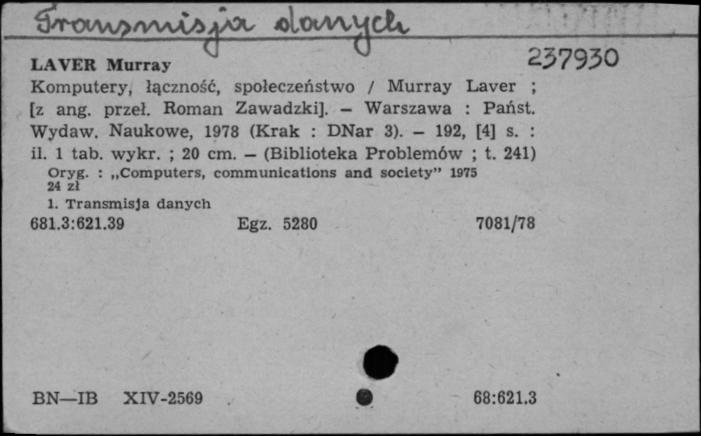 Transmisja danych
LAVER Murray 237930
Komputery, łączność, społeczeństwo / Murray Laver ;
[z ang. przeł. Roman Zawadzki]. — Warszawa : Państ.
Wydaw. Naukowe, 1978 (Krak : DNar 3). — 192, [4] s. :
il. 1 tab. wykr. ; 20 cm. — (Biblioteka Problemów ; t. 241)
Oryg. : „Computers, communications and society” 1975
24 zł
1. Transmisja danych
681.3:621.39 Egz. 5280 7081/78
BN—IB XIV-2569 68:621.3